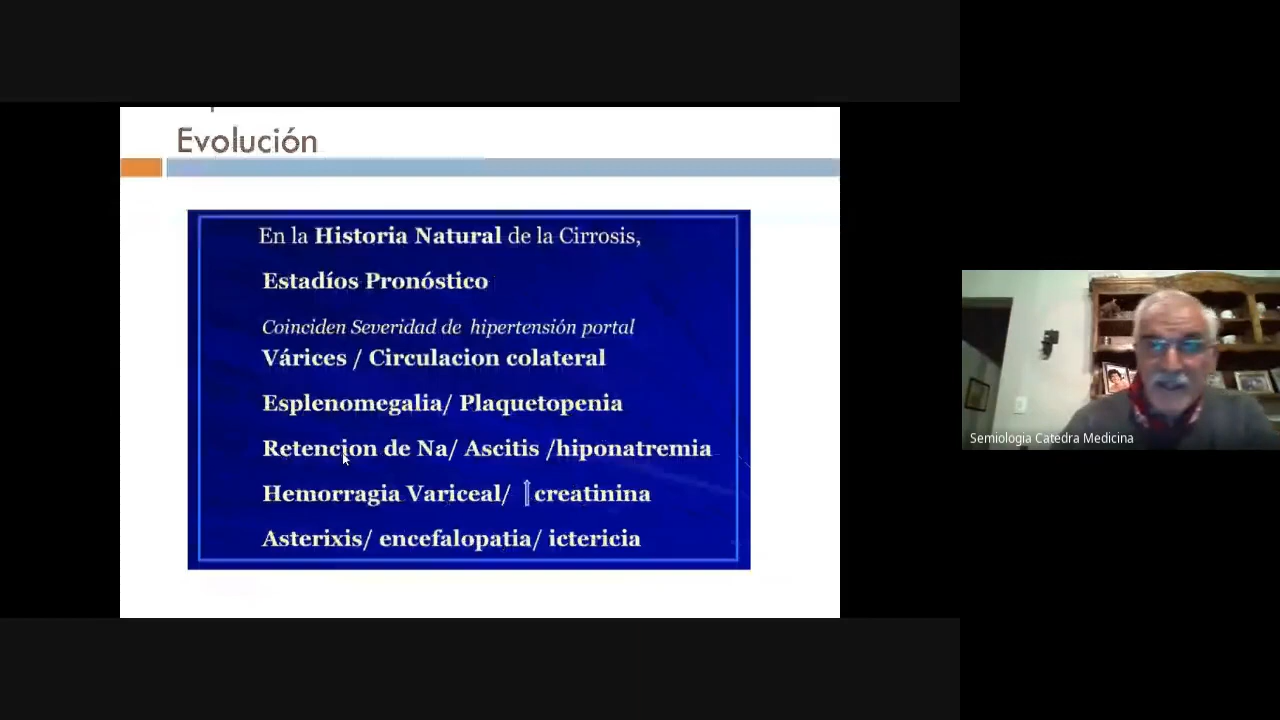 Evolución
En la Historia Natural de la Cirrosis,
Estadíos Pronóstico
Coinciden Severidad de hipertensión portal
Várices / Circulacion colateral
Esplenomegalia/ Plaquetopenia
Retencion de Na/ Ascitis /hiponatremia
Hemorragia Variceal/ ↑creatinina
Asterixis/ encefalopatia/ ictericia
Semiologia Catedra Medicina